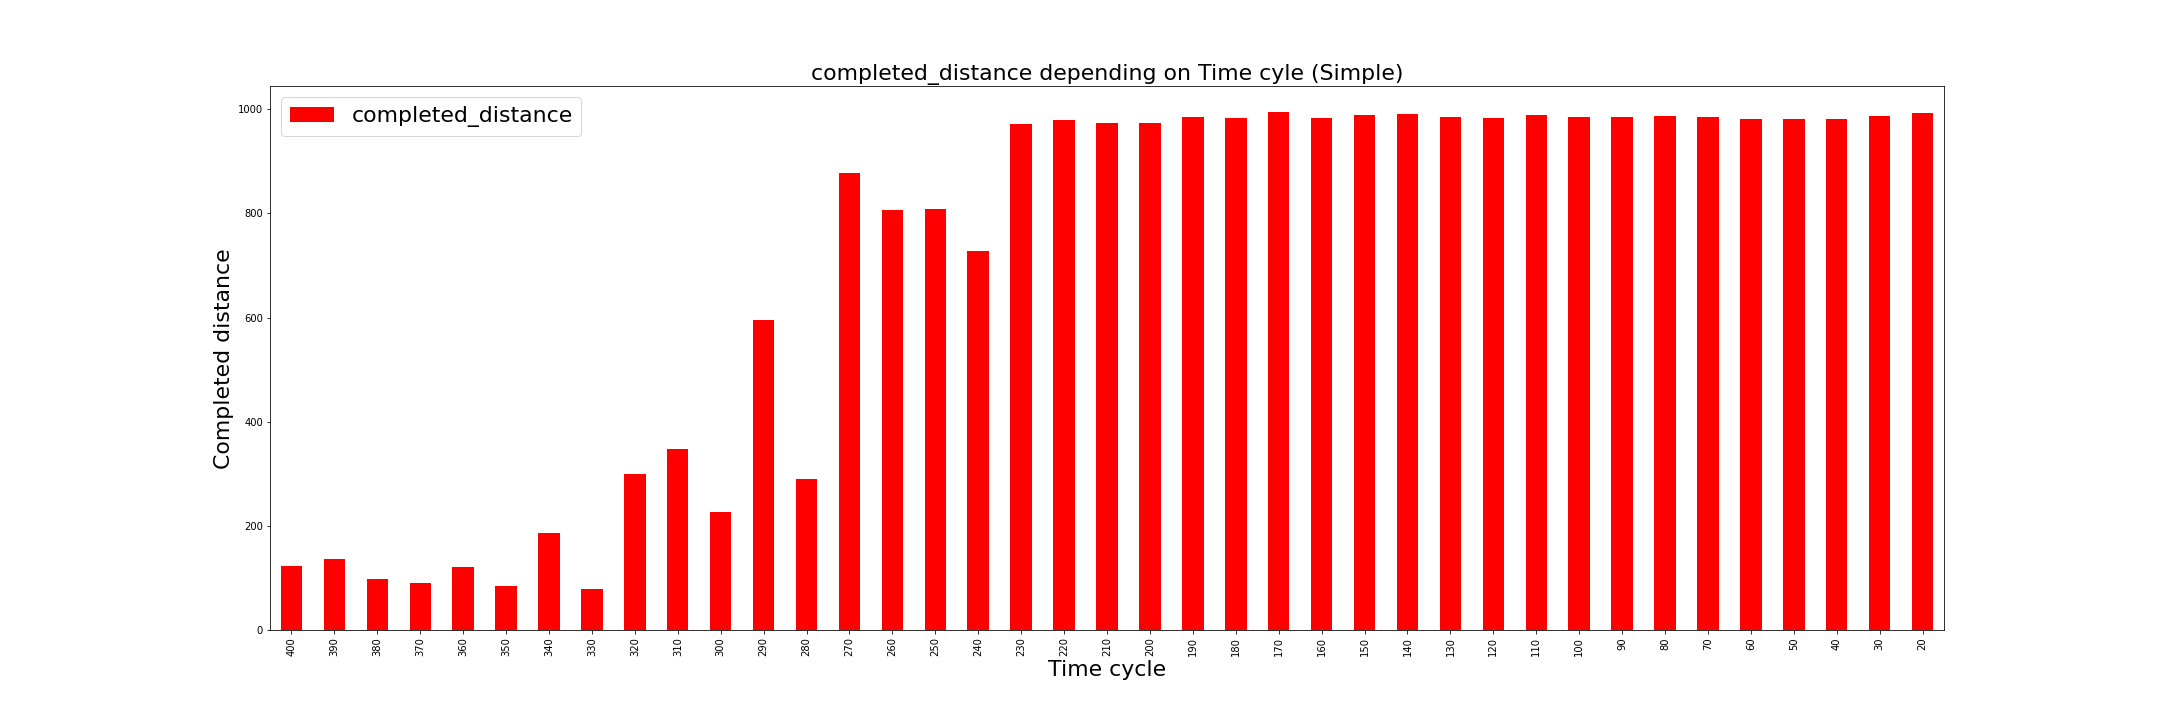 completed_distance depending on Time cyle (Simple)
completed_distance
1000
800
600
400
200
0
Completed distance
400 390 380 370 360 350 340 330 320 310 300 290 280 270 260 250 240 230 220 210 200 190 180 170 160 150 140 130 120 110 100 90 80 70 60 50 40 30 20
Time cycle